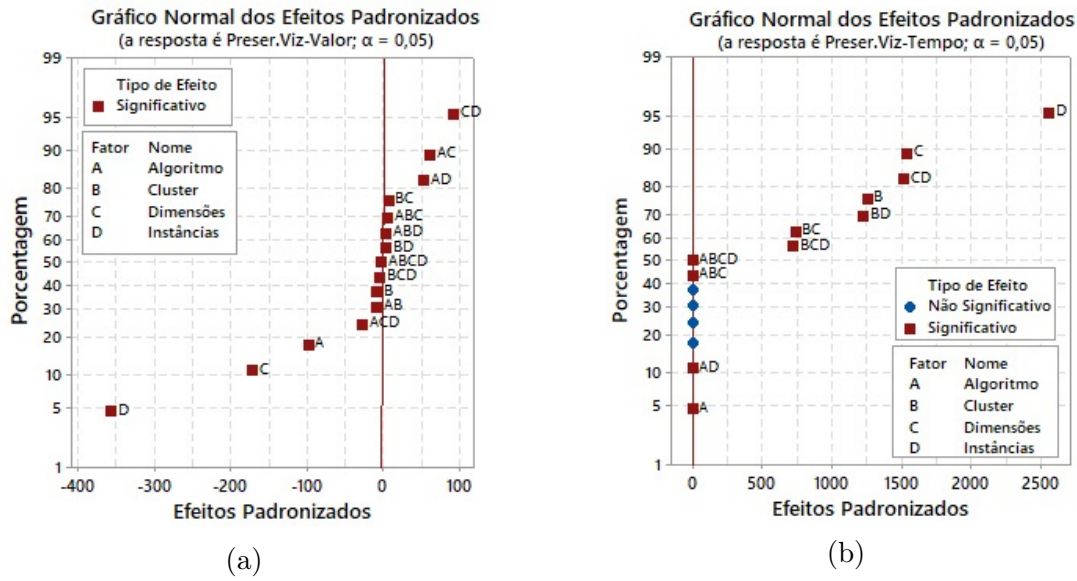 Gráfico Normal dos Efeitos Padronizados
(a resposta é Preser.Viz-Valor; α = 0,05)
99
95
90
80
70
60
50
40
30
20
10
5
1
Porcentagem
Tipo de Efeito
Significativo
Fator Nome
A Algoritmo
B Cluster
C Dimensões
D Instâncias
CD
AC
AD
BC
ABC
ABD
BD
ABCD
BCD
B
AB
ACD
A
C
D
-400 -300 -200 -100 0 100
Efeitos Padronizados
(a)
Gráfico Normal dos Efeitos Padronizados
(a resposta é Preser.Viz-Tempo; α = 0,05)
99
95
90
80
70
60
50
40
30
20
10
5
1
Porcentagem
D
C
CD
B
BD
BC
BCD
ABCD
ABC
AD
A
Tipo de Efeito
Não Significativo
Significativo
Fator Nome
A Algoritmo
B Cluster
C Dimensões
D Instâncias
0 500 1000 1500 2000 2500
Efeitos Padronizados
(b)